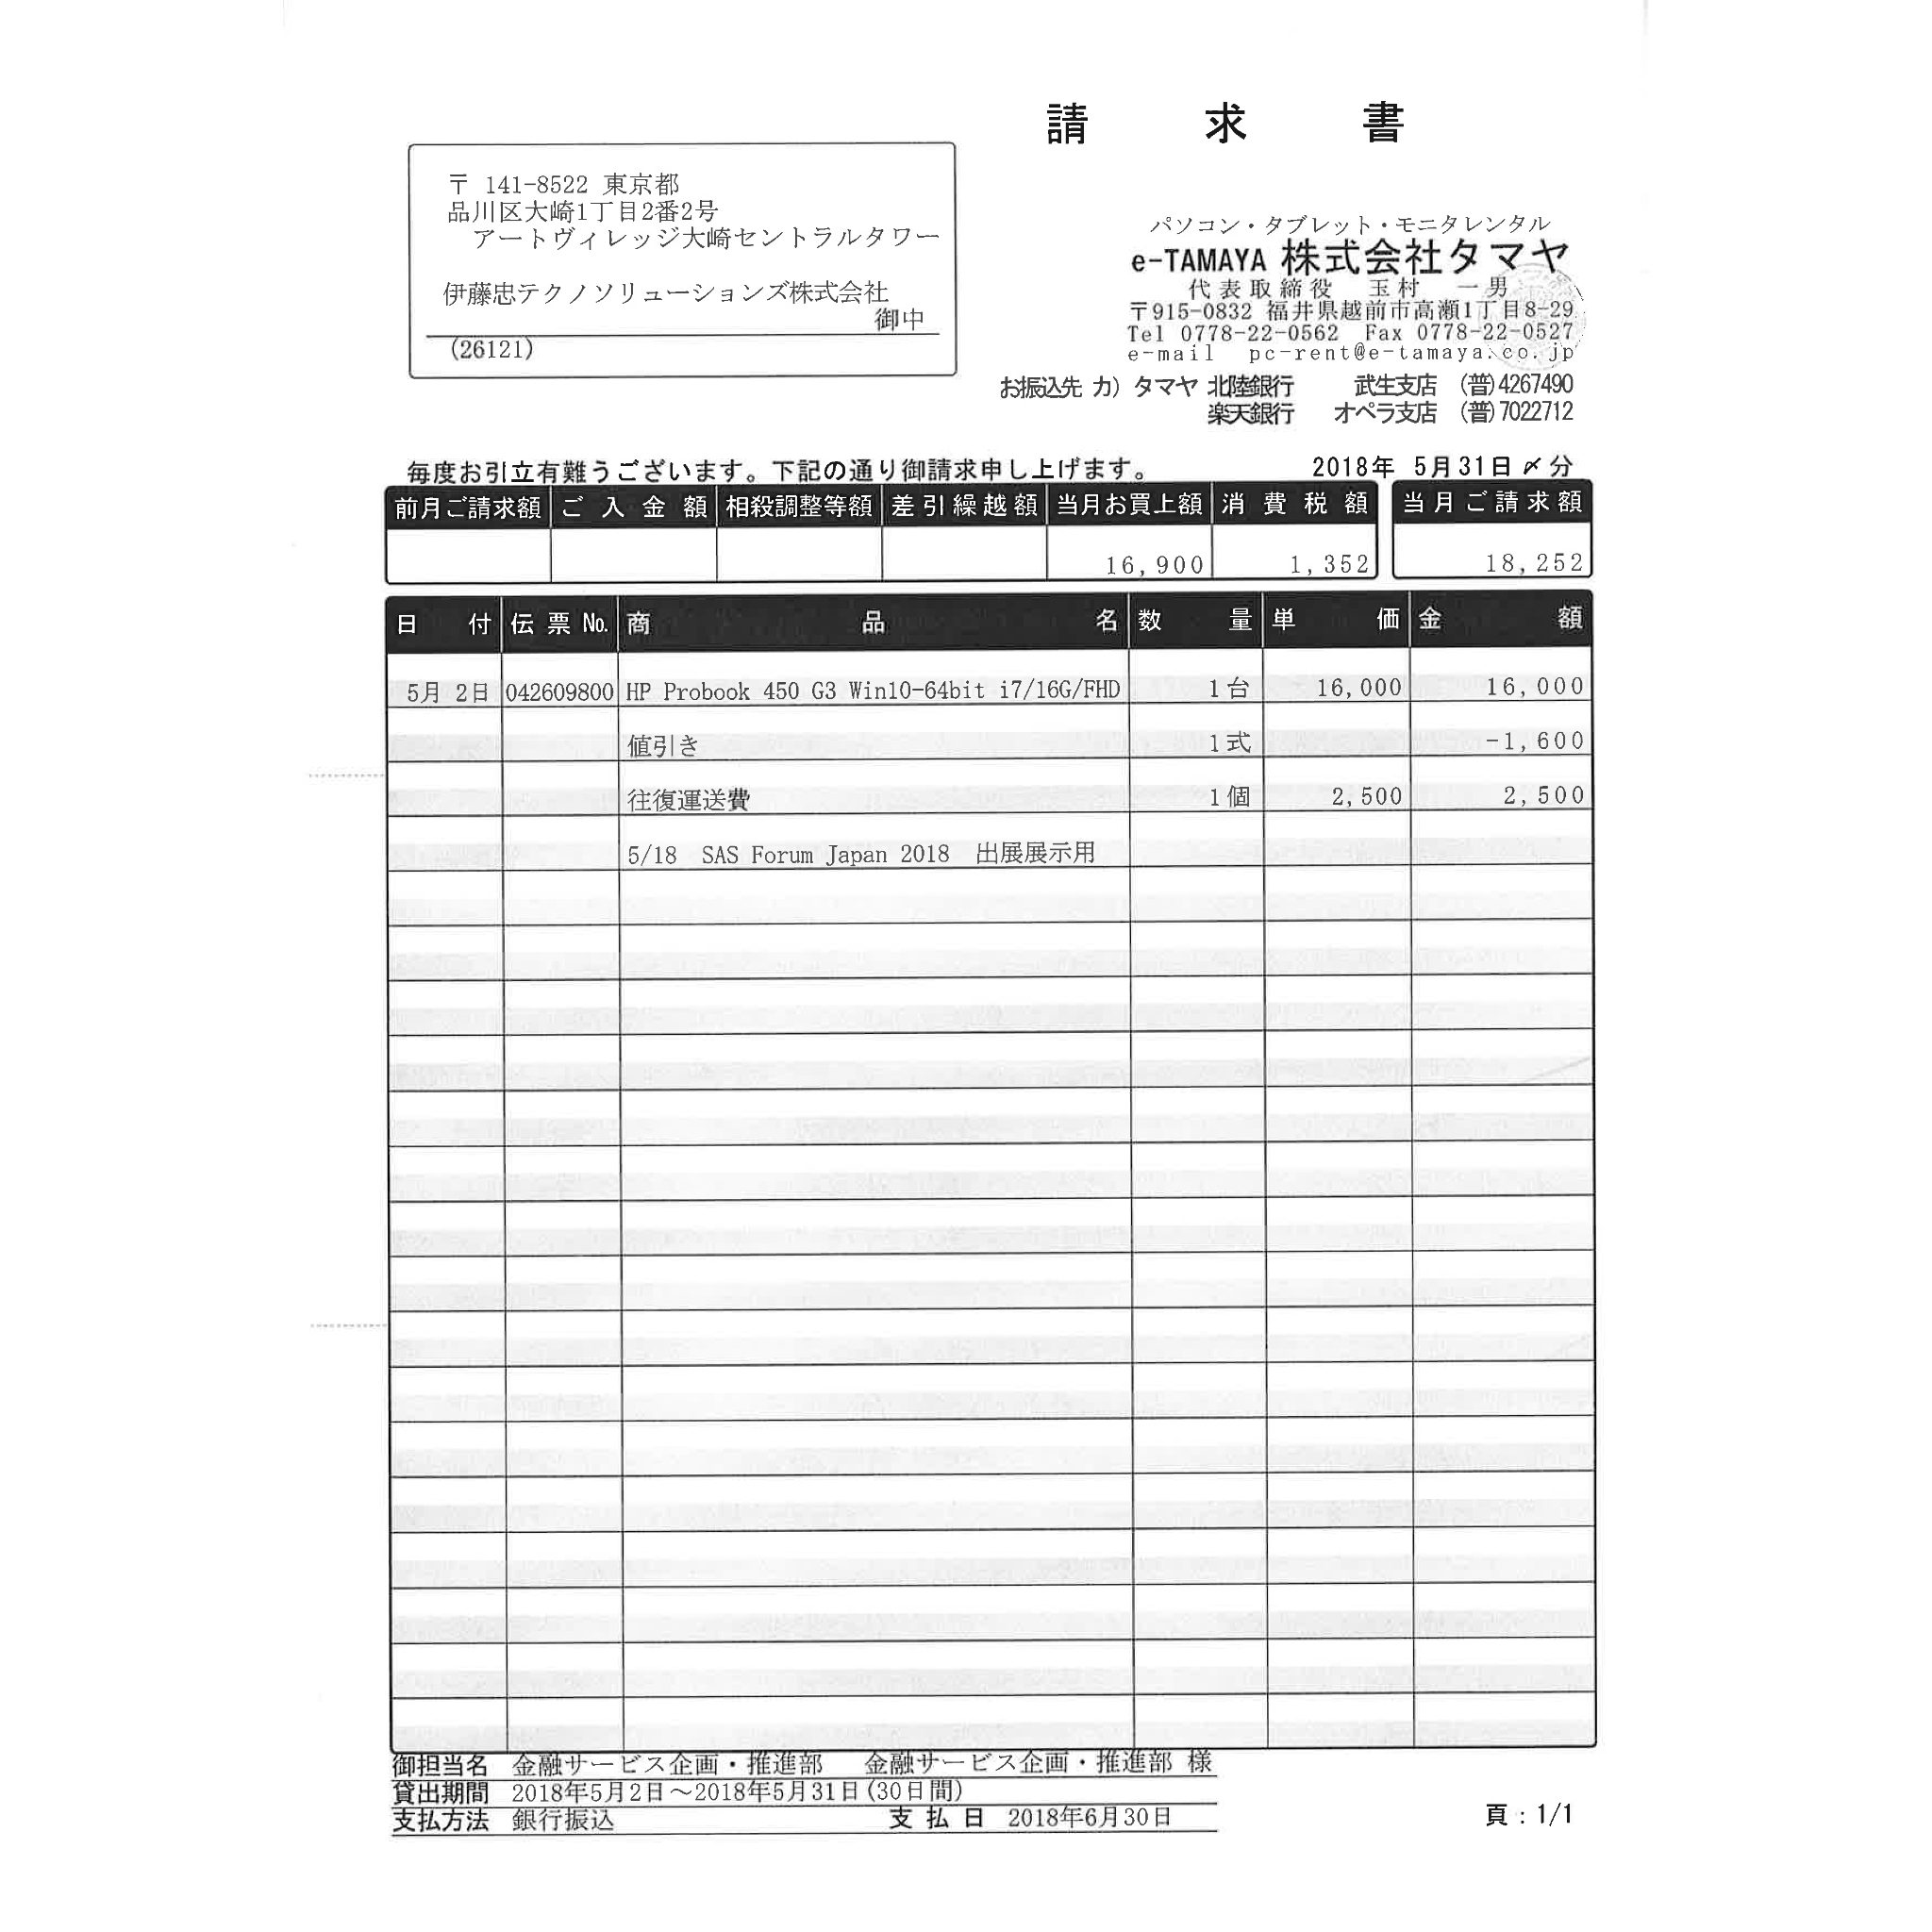 請求書
〒 141-8522 東京都
品川区大崎1丁目2番2号
アートヴィレッジ大崎セントラルタワー
伊藤忠テクノソリューションズ株式会社
御中
(26121)
パソコン・タブレット・モニタレンタル
e-TAMAYA 株式会社タマヤ
代表取締役 玉村 一男
〒915-0832 福井県越前市高瀬1丁目8-29
Tel 0778-22-0562 Fax 0778-22-0527
e-mail pc-rent@e-tamaya.co.jp
お振込先 カ）タマヤ 北陸銀行 武生支店 (普)4267490
楽天銀行 オペラ支店 (普)7022712
毎度お引立有難うございます。下記の通り御請求申し上げます。 2018年 5月31日〆分
前月ご請求額 ご入金額 相殺調整等額 差引繰越額 当月お買上額 消費税額 当月ご請求額
16,900 1,352 18,252
日付 伝票No. 商品名 数量 単価 金額
5月 2日 042609800 HP Probook 450 G3 Win10-64bit i7/16G/FHD 1台 16,000 16,000
値引き 1式 -1,600
往復運送費 1個 2,500 2,500
5/18 SAS Forum Japan 2018 出展展示用
御担当名 金融サービス企画・推進部 金融サービス企画・推進部 様
貸出期間 2018年5月2日～2018年5月31日(30日間)
支払方法 銀行振込 支払日 2018年6月30日
頁：1/1